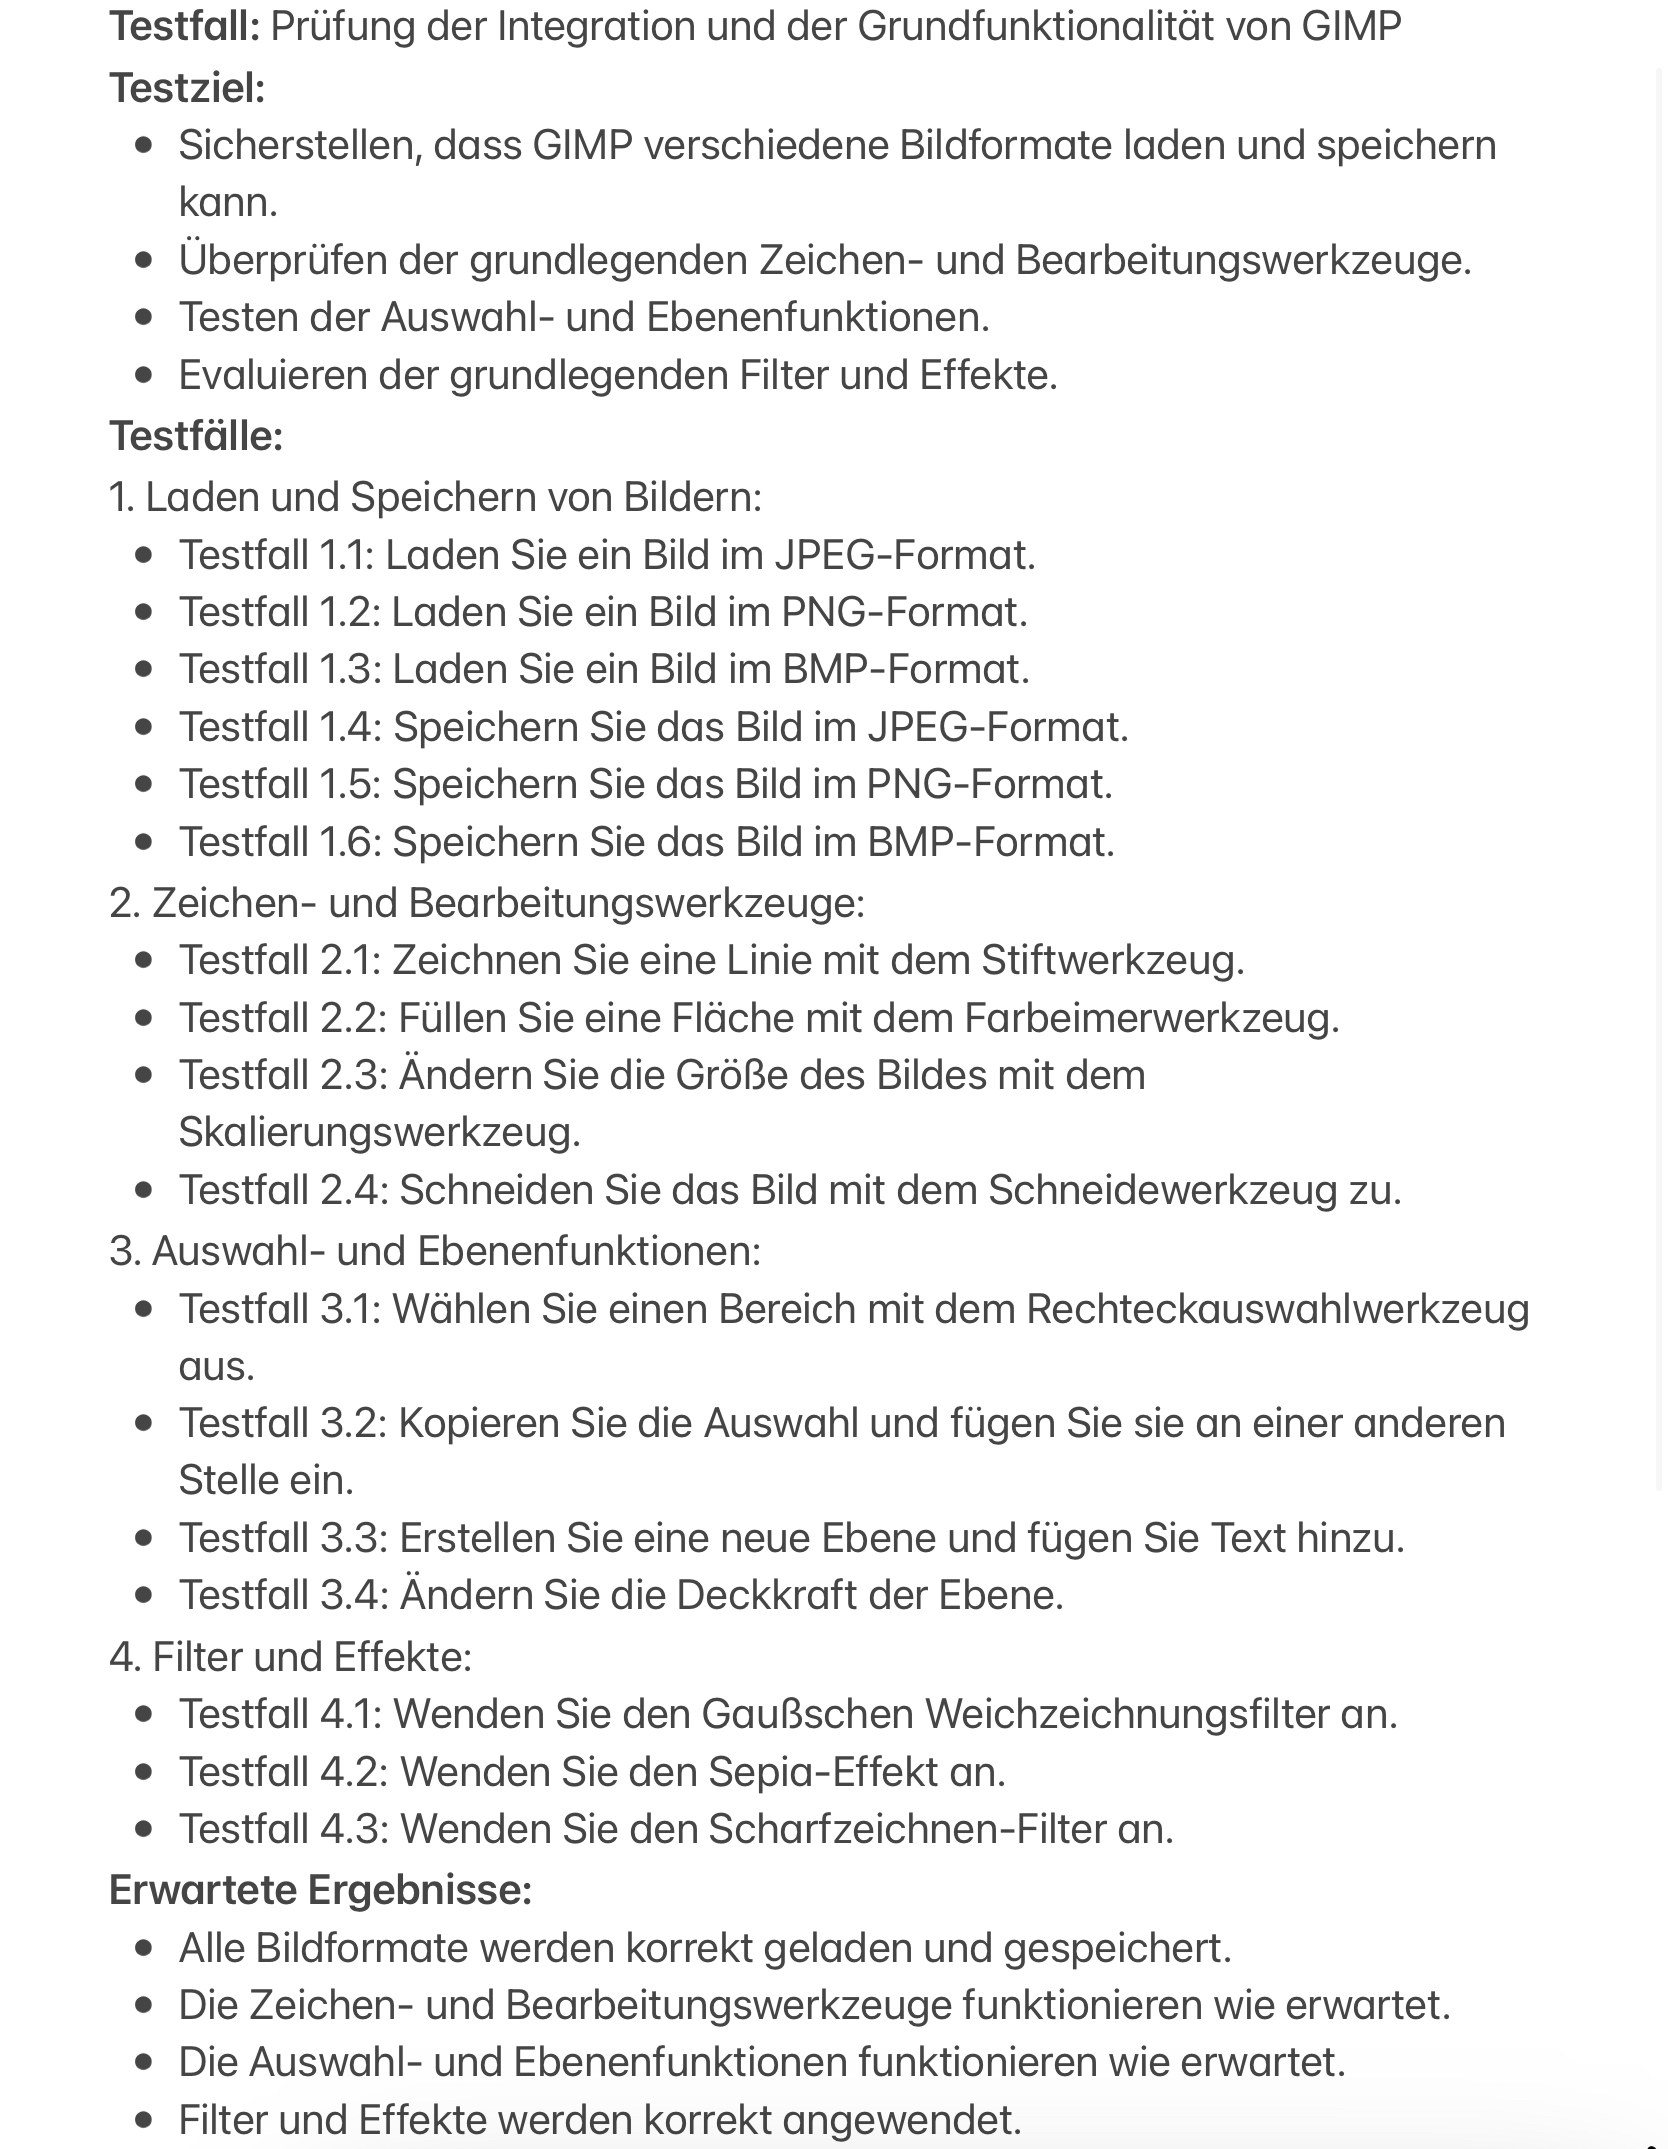 Testfall: Prüfung der Integration und der Grundfunktionalität von GIMP
Testziel:
● Sicherstellen, dass GIMP verschiedene Bildformate laden und speichern
kann.
● Überprüfen der grundlegenden Zeichen- und Bearbeitungswerkzeuge.
● Testen der Auswahl- und Ebenenfunktionen.
● Evaluieren der grundlegenden Filter und Effekte.
Testfälle:
1. Laden und Speichern von Bildern:
● Testfall 1.1: Laden Sie ein Bild im JPEG-Format.
● Testfall 1.2: Laden Sie ein Bild im PNG-Format.
● Testfall 1.3: Laden Sie ein Bild im BMP-Format.
● Testfall 1.4: Speichern Sie das Bild im JPEG-Format.
● Testfall 1.5: Speichern Sie das Bild im PNG-Format.
● Testfall 1.6: Speichern Sie das Bild im BMP-Format.
2. Zeichen- und Bearbeitungswerkzeuge:
● Testfall 2.1: Zeichnen Sie eine Linie mit dem Stiftwerkzeug.
● Testfall 2.2: Füllen Sie eine Fläche mit dem Farbeimerwerkzeug.
● Testfall 2.3: Ändern Sie die Größe des Bildes mit dem
Skalierungswerkzeug.
● Testfall 2.4: Schneiden Sie das Bild mit dem Schneidewerkzeug zu.
3. Auswahl- und Ebenenfunktionen:
● Testfall 3.1: Wählen Sie einen Bereich mit dem Rechteckauswahlwerkzeug
aus.
● Testfall 3.2: Kopieren Sie die Auswahl und fügen Sie sie an einer anderen
Stelle ein.
● Testfall 3.3: Erstellen Sie eine neue Ebene und fügen Sie Text hinzu.
● Testfall 3.4: Ändern Sie die Deckkraft der Ebene.
4. Filter und Effekte:
● Testfall 4.1: Wenden Sie den Gaußschen Weichzeichnungsfilter an.
● Testfall 4.2: Wenden Sie den Sepia-Effekt an.
● Testfall 4.3: Wenden Sie den Scharfzeichnen-Filter an.
Erwartete Ergebnisse:
● Alle Bildformate werden korrekt geladen und gespeichert.
● Die Zeichen- und Bearbeitungswerkzeuge funktionieren wie erwartet.
● Die Auswahl- und Ebenenfunktionen funktionieren wie erwartet.
● Filter und Effekte werden korrekt angewendet.